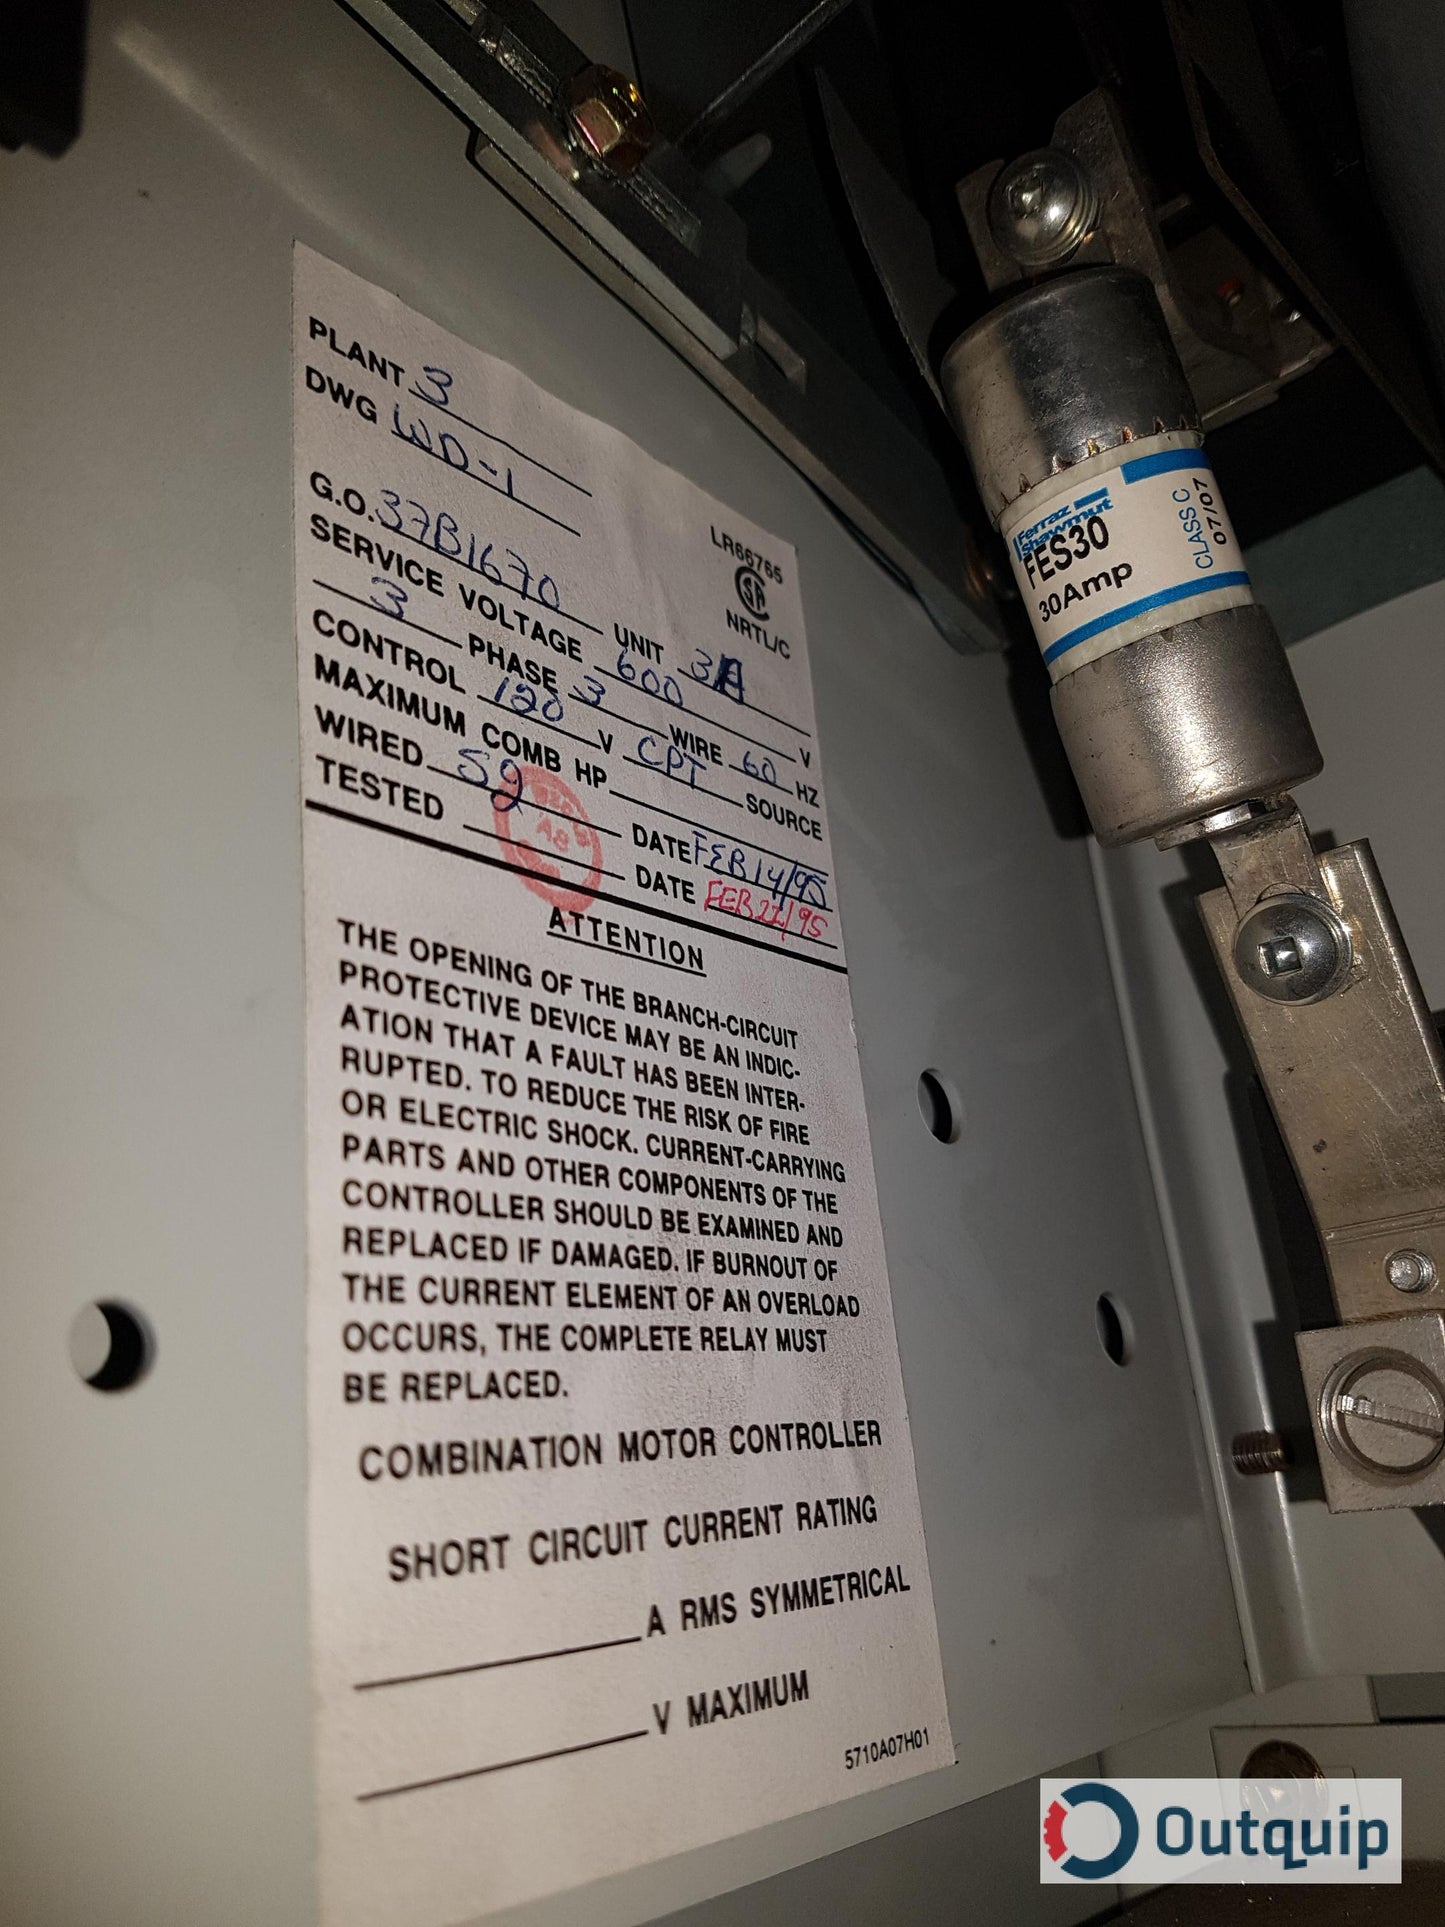 PLANT 3
DWG WD-1
G.O. 37B1670 UNIT 3
SERVICE VOLTAGE 600 V
3 PHASE 3 WIRE 60 HZ
CONTROL 120 V CPT SOURCE
MAXIMUM COMB HP
WIRED 59 DATE FEB 14/95
TESTED DATE FEB 22/95
LR66765
NRTL/C
ATTENTION
THE OPENING OF THE BRANCH-CIRCUIT
PROTECTIVE DEVICE MAY BE AN INDIC-
ATION THAT A FAULT HAS BEEN INTER-
RUPTED. TO REDUCE THE RISK OF FIRE
OR ELECTRIC SHOCK. CURRENT-CARRYING
PARTS AND OTHER COMPONENTS OF THE
CONTROLLER SHOULD BE EXAMINED AND
REPLACED IF DAMAGED. IF BURNOUT OF
THE CURRENT ELEMENT OF AN OVERLOAD
OCCURS, THE COMPLETE RELAY MUST
BE REPLACED.
COMBINATION MOTOR CONTROLLER
SHORT CIRCUIT CURRENT RATING
A RMS SYMMETRICAL
V MAXIMUM
5710A07H01
Ferraz
Shawmut
FES30
30Amp
CLASS C
07/07
Outquip